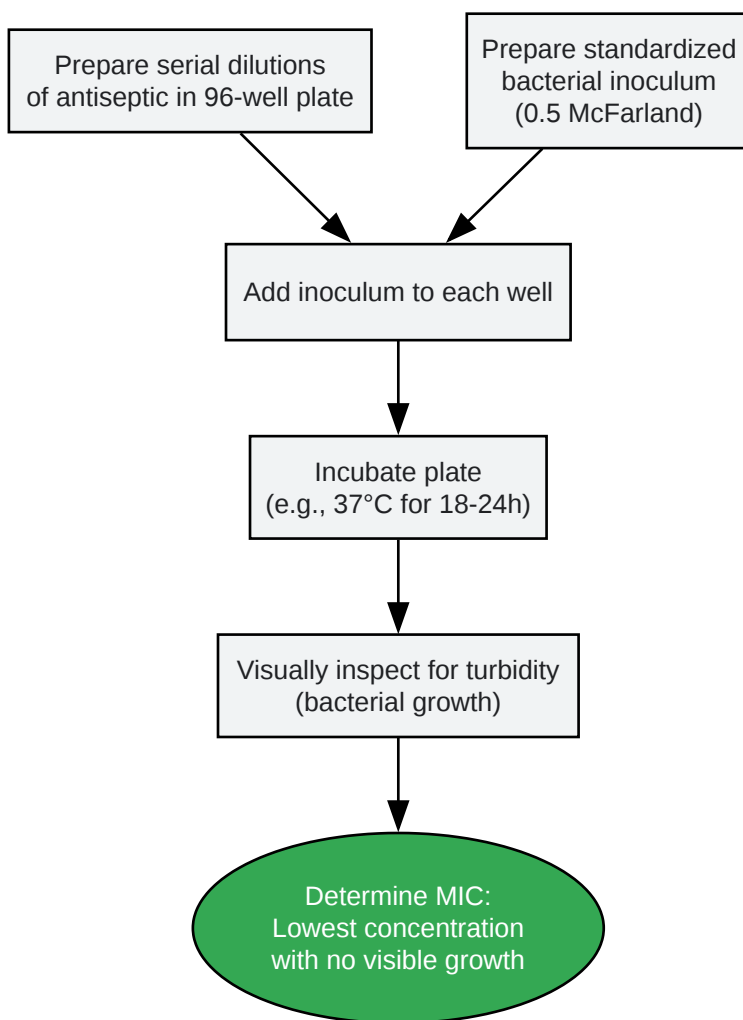 Prepare serial dilutions
of antiseptic in 96-well plate
Prepare standardized
bacterial inoculum
(0.5 McFarland)
Add inoculum to each well
Incubate plate
(e.g., 37°C for 18-24h)
Visually inspect for turbidity
(bacterial growth)
Determine MIC:
Lowest concentration
with no visible growth